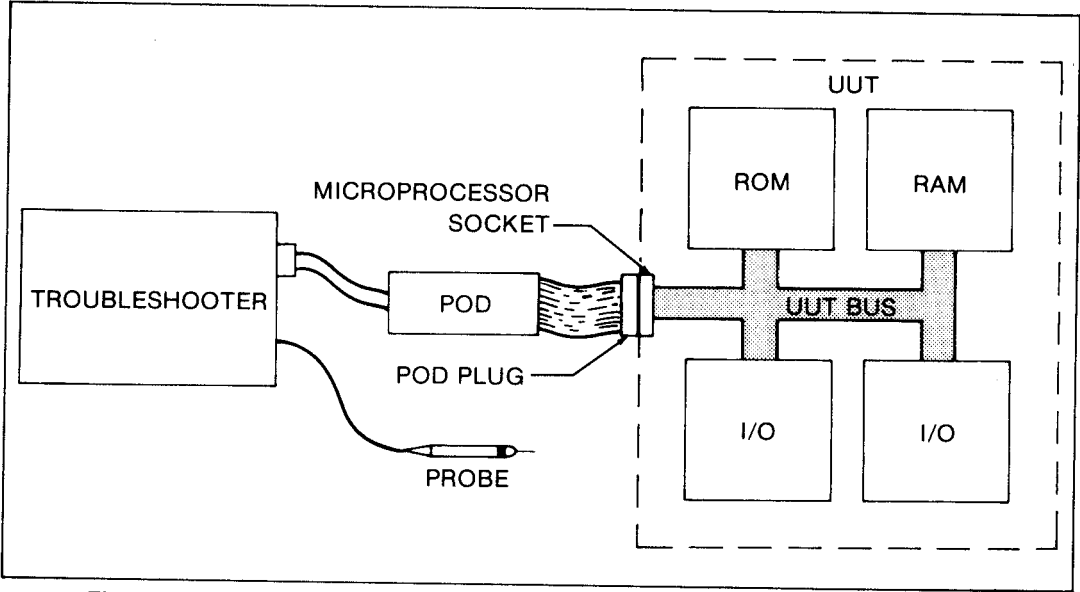 UUT
ROM
RAM
MICROPROCESSOR
SOCKET
TROUBLESHOOTER
POD
UUT BUS
POD PLUG
I/O
I/O
PROBE